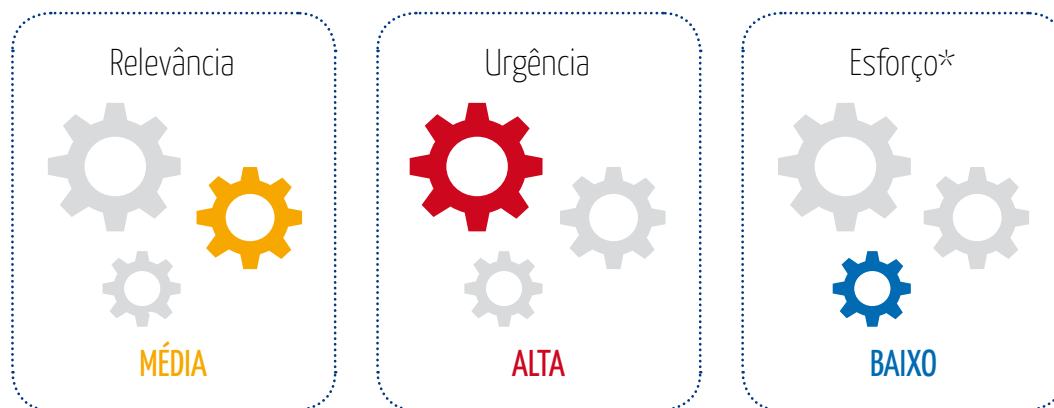 Relevância
MÉDIA
Urgência
ALTA
Esforço*
BAIXO